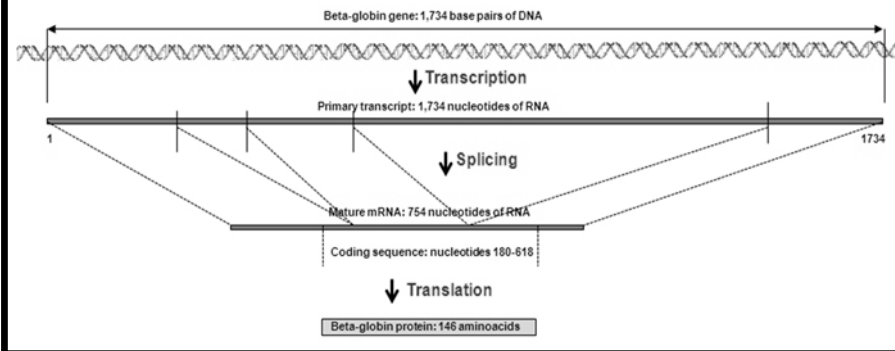 Beta-globin gene: 1,734 base pairs of DNA
Transcription
Primary transcript: 1,734 nucleotides of RNA
1
1734
Splicing
Mature mRNA: 754 nucleotides of RNA
Coding sequence: nucleotides 180-618
Translation
Beta-globin protein: 146 aminoacids